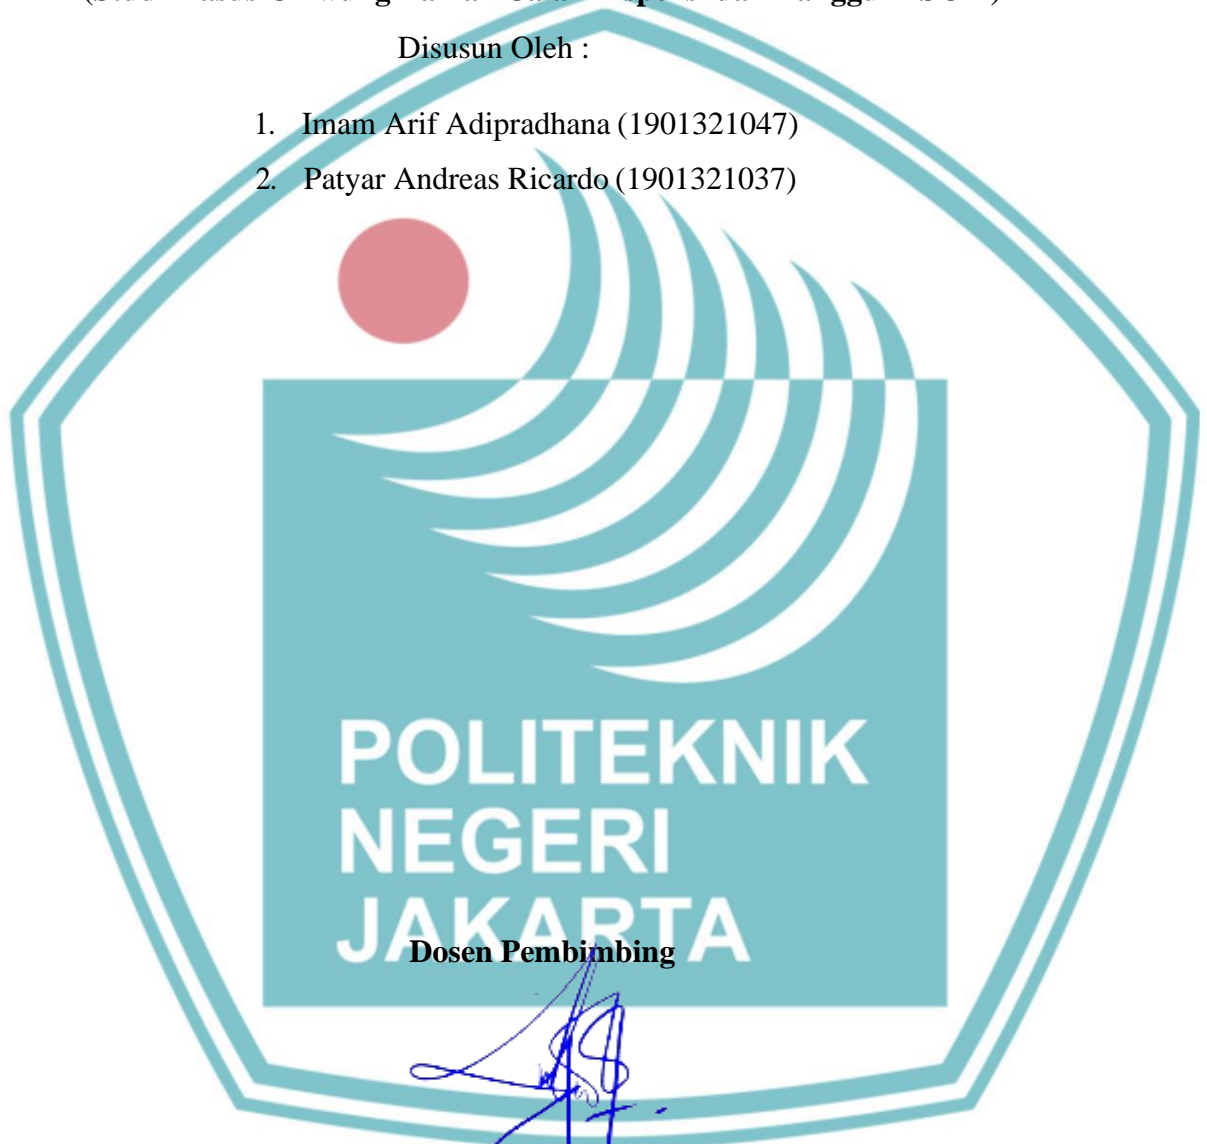 Disusun Oleh :
1. Imam Arif Adipradhana (1901321047)
2. Patyar Andreas Ricardo (1901321037)
POLITEKNIK
NEGERI
JAKARTA
Dosen Pembimbing